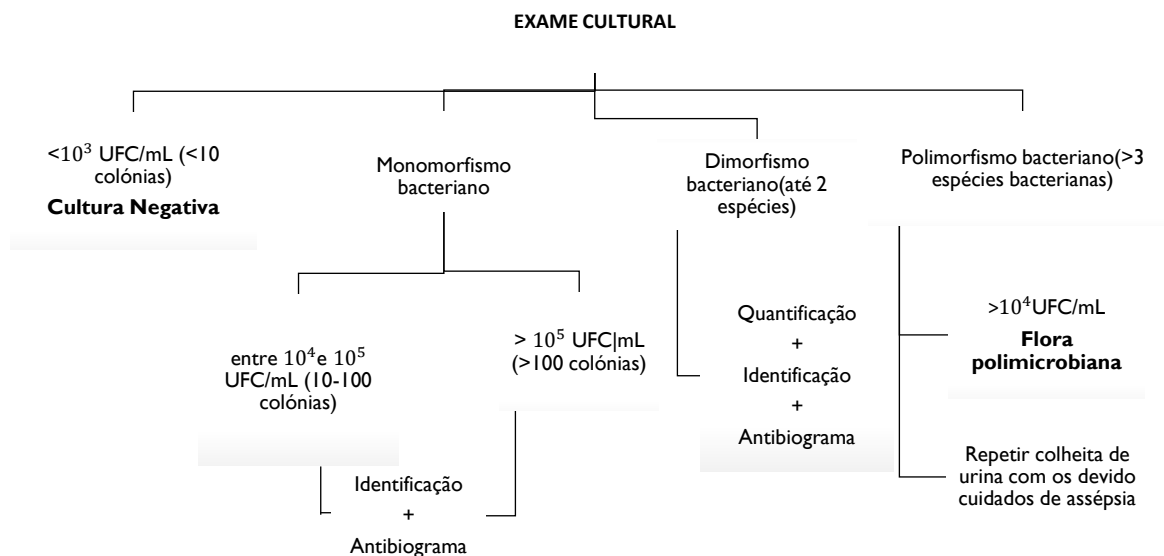 EXAME CULTURAL
<10³ UFC/mL (<10
colónias)
Cultura Negativa
Monomorfismo
bacteriano
entre 10⁴e 10⁵
UFC/mL (10-100
colónias)
> 10⁵ UFC|mL
(>100 colónias)
Identificação
+
Antibiograma
Dimorfismo
bacteriano(até 2
espécies)
Quantificação
+
Identificação
+
Antibiograma
Polimorfismo bacteriano(>3
espécies bacterianas)
>10⁴UFC/mL
Flora
polimicrobiana
Repetir colheita de
urina com os devido
cuidados de assépsia